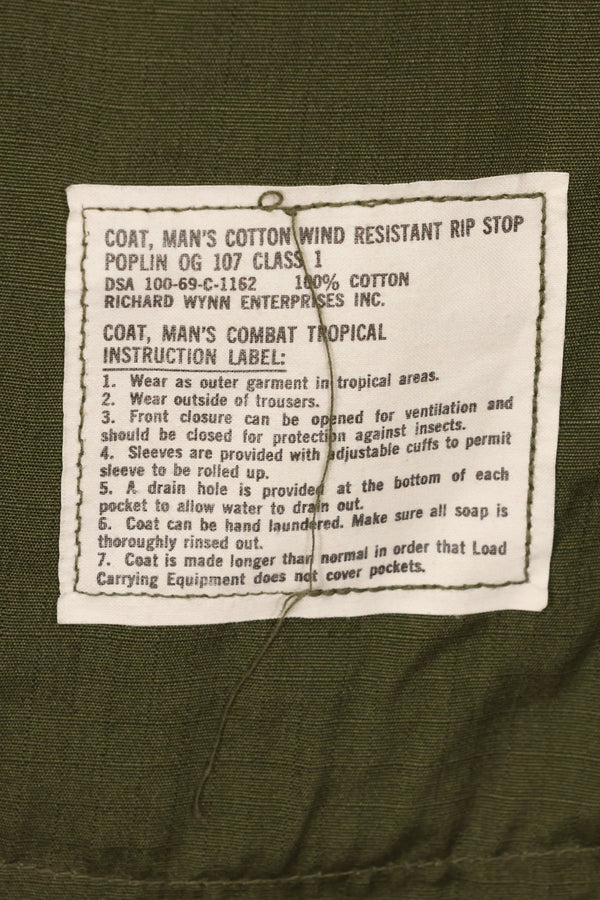 COAT, MAN'S COTTON WIND RESISTANT RIP STOP
POPLIN OG 107 CLASS 1
DSA 100-69-C-1162 100% COTTON
RICHARD WYNN ENTERPRISES INC.
COAT, MAN'S COMBAT TROPICAL
INSTRUCTION LABEL:
1. Wear as outer garment in tropical areas.
2. Wear outside of trousers.
3. Front closure can be opened for ventilation and
should be closed for protection against insects.
4. Sleeves are provided with adjustable cuffs to permit
sleeve to be rolled up.
5. A drain hole is provided at the bottom of each
pocket to allow water to drain out.
6. Coat can be hand laundered. Make sure all soap is
thoroughly rinsed out.
7. Coat is made longer than normal in order that Load
Carrying Equipment does not cover pockets.